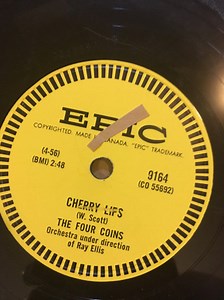 EPIC
COPYRIGHTED. MADE IN CANADA, "EPIC" TRADEMARK.
(4-56)
(BMI) 2:48
9164
(CO 55692)
CHERRY LIPS
(W. Scott)
THE FOUR COINS
Orchestra under direction
of Ray Ellis